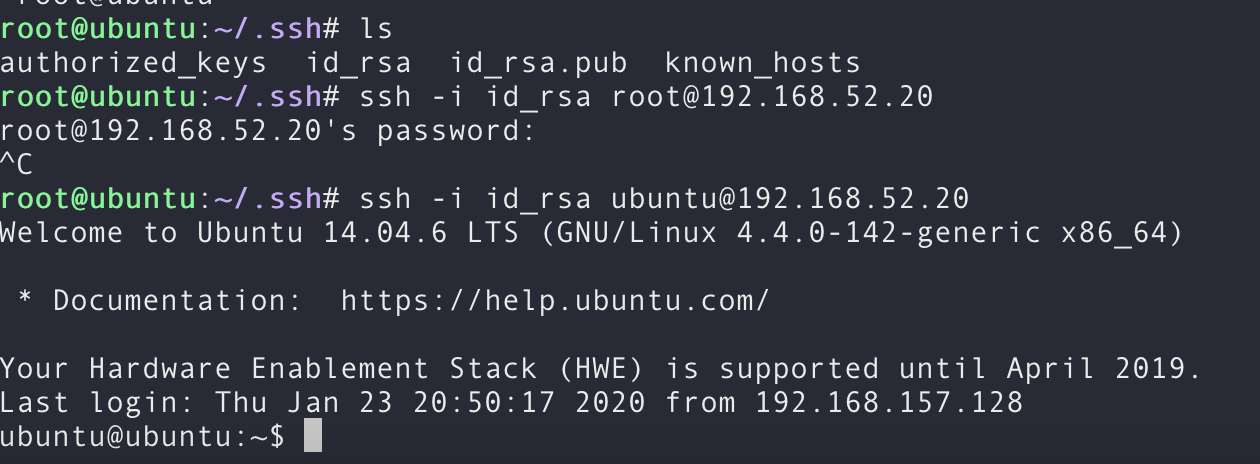 root@ubuntu
root@ubuntu:~/.ssh# ls
authorized_keys  id_rsa  id_rsa.pub  known_hosts
root@ubuntu:~/.ssh# ssh -i id_rsa root@192.168.52.20
root@192.168.52.20's password:
^C
root@ubuntu:~/.ssh# ssh -i id_rsa ubuntu@192.168.52.20
Welcome to Ubuntu 14.04.6 LTS (GNU/Linux 4.4.0-142-generic x86_64)
 * Documentation:  https://help.ubuntu.com/
Your Hardware Enablement Stack (HWE) is supported until April 2019.
Last login: Thu Jan 23 20:50:17 2020 from 192.168.157.128
ubuntu@ubuntu:~$